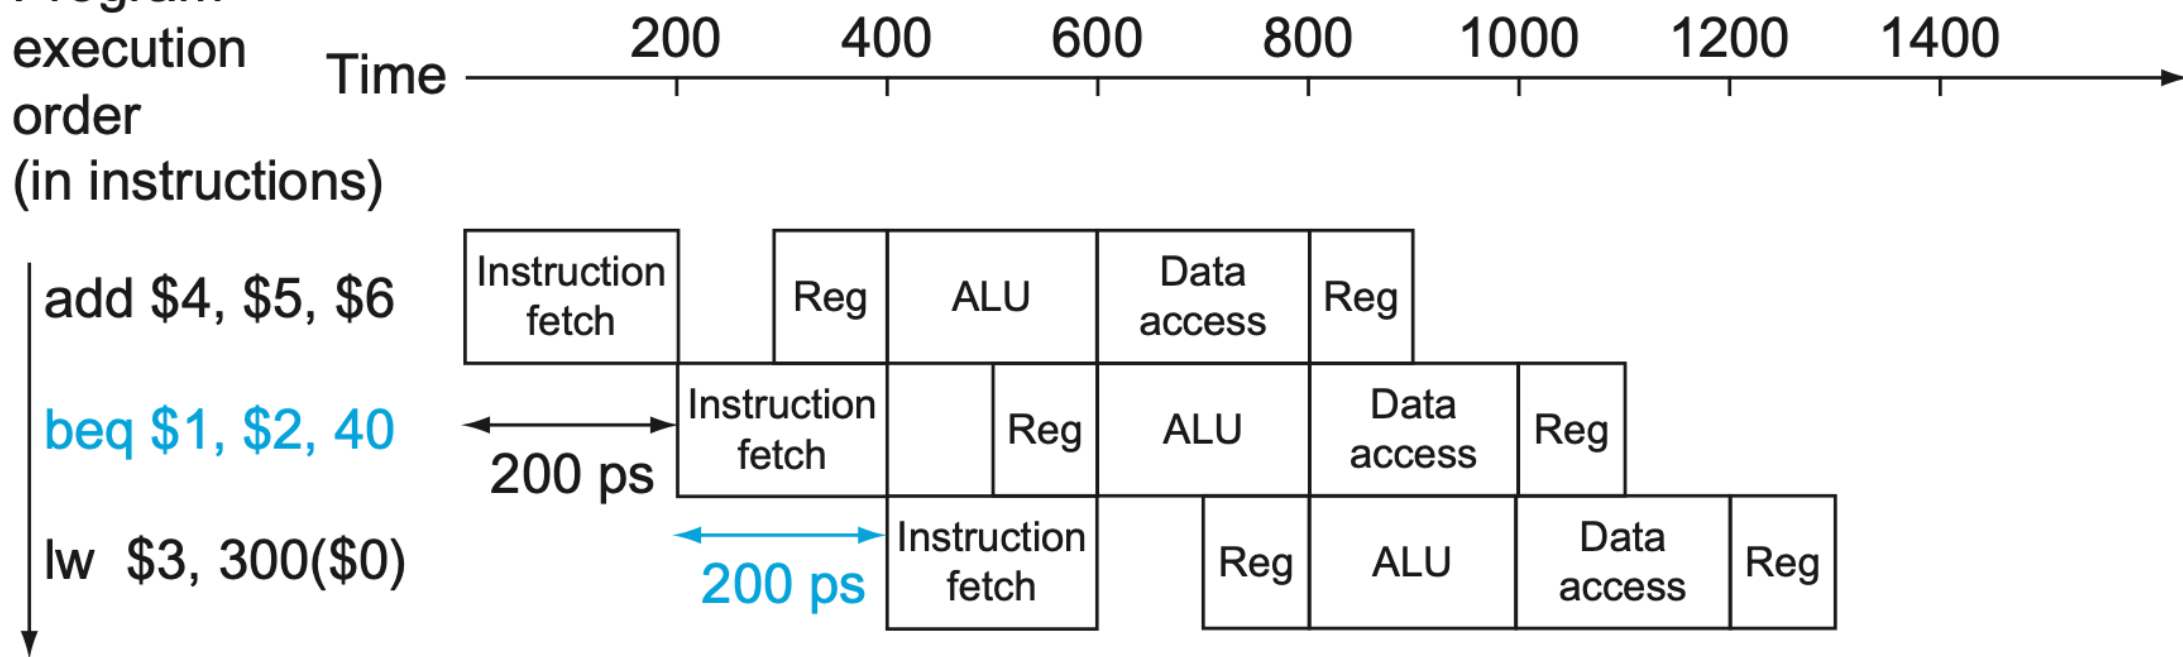 Program
execution
order
(in instructions)
Time
200 400 600 800 1000 1200 1400
add $4, $5, $6
Instruction
fetch
Reg
ALU
Data
access
Reg
beq $1, $2, 40
200 ps
Instruction
fetch
Reg
ALU
Data
access
Reg
lw $3, 300($0)
200 ps
Instruction
fetch
Reg
ALU
Data
access
Reg